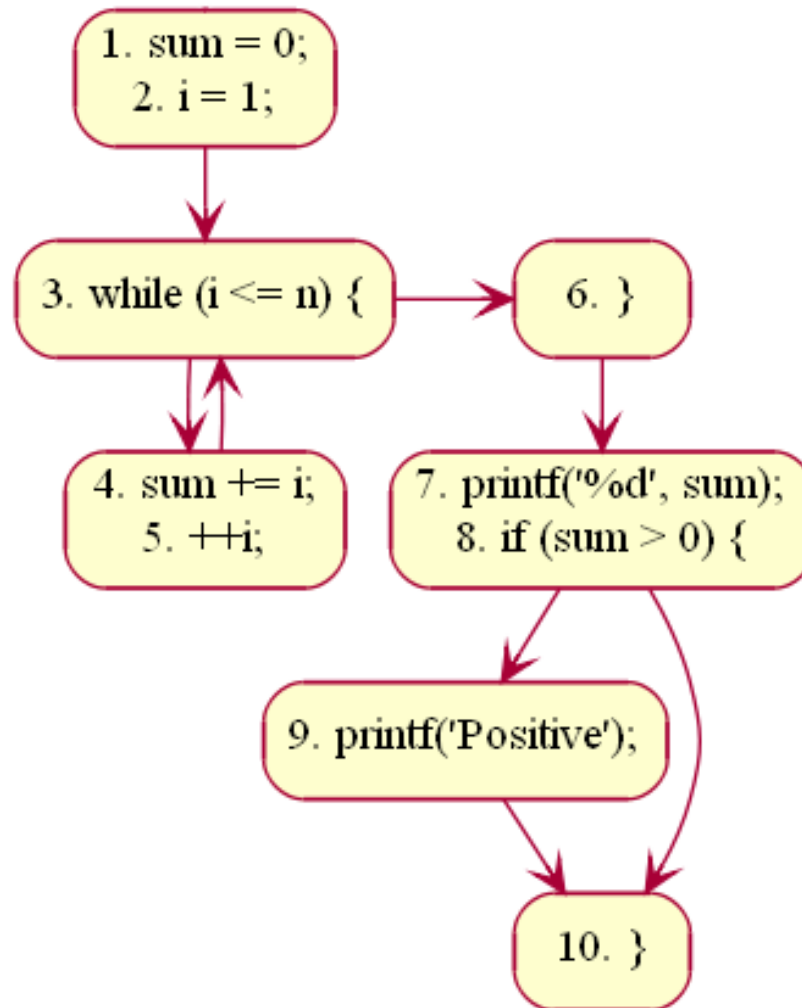 1. sum = 0;
2. i = 1;
3. while (i <= n) {
6. }
4. sum += i;
5. ++i;
7. printf('%d', sum);
8. if (sum > 0) {
9. printf('Positive');
10. }